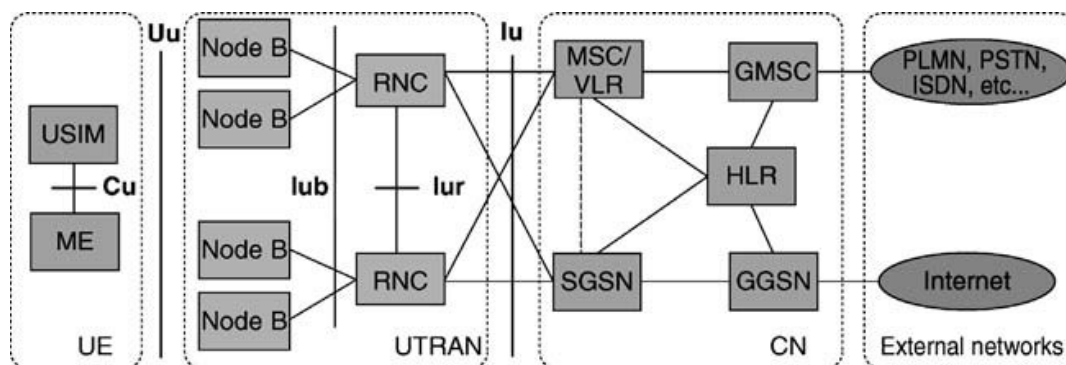 Uu
Iu
Node B
Node B
RNC
MSC/
VLR
GMSC
PLMN, PSTN,
ISDN, etc...
USIM
Cu
ME
Iub
Iur
HLR
Node B
Node B
RNC
SGSN
GGSN
Internet
UE
UTRAN
CN
External networks